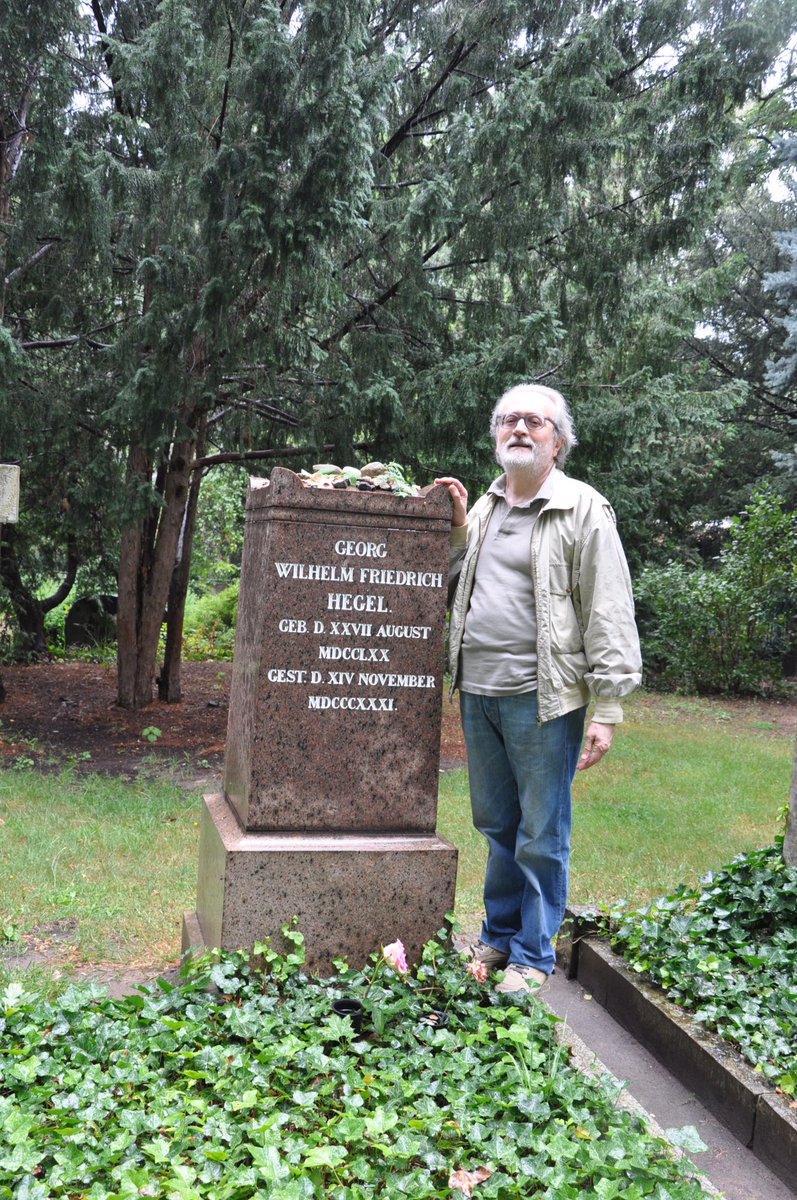 GEORG
WILHELM FRIEDRICH
HEGEL.
GEB. D. XXVII AUGUST
MDCCLXX
GEST. D. XIV NOVEMBER
MDCCCXXXI.